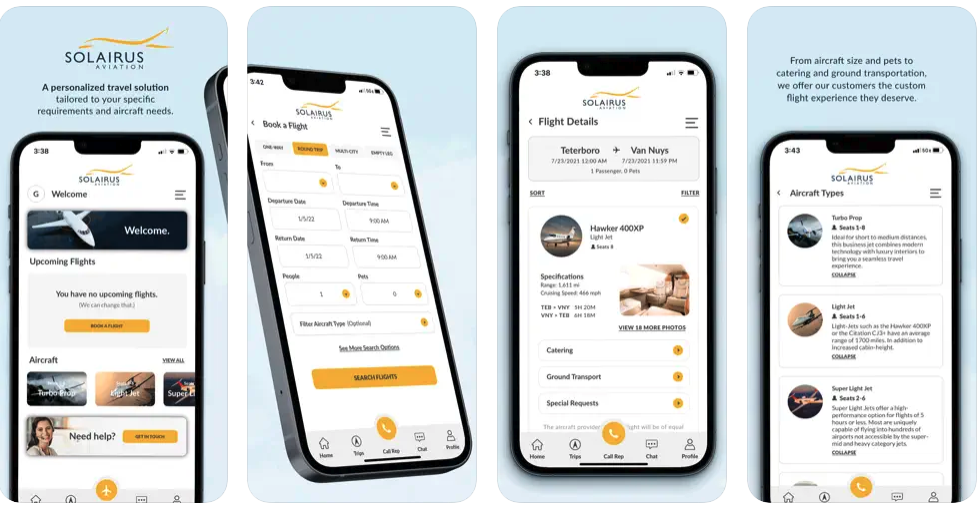 SOLAIRUS
AVIATION
A personalized travel solution
tailored to your specific
requirements and aircraft needs.
3:38
SOLAIRUS
AVIATION
G Welcome
Welcome.
Upcoming Flights
You have no upcoming flights.
(We can change that.)
BOOK A FLIGHT
Aircraft
VIEW ALL
Turbo Prop
Light Jet
Super L
Need help?
GET IN TOUCH
3:42
SOLAIRUS
AVIATION
Book a Flight
ONE-WAY ROUND TRIP MULTI-CITY EMPTY LEG
From To
Departure Date Departure Time
1/5/22 9:00 AM
Return Date Return Time
1/5/22 9:00 AM
People Pets
1 0
Filter Aircraft Type (Optional)
See More Search Options
SEARCH FLIGHTS
Home Trips Call Rep Chat Profile
3:38
SOLAIRUS
AVIATION
Flight Details
Teterboro Van Nuys
7/23/2021 12:00 AM 7/23/2021 11:59 PM
1 Passenger, 0 Pets
SORT FILTER
Hawker 400XP
Light Jet
Seats 8
Specifications
Range: 1,611 mi
Cruising Speed: 466 mph
TEB • VNY 5H 20M
VNY • TEB 6H 18M
VIEW 18 MORE PHOTOS
Catering
Ground Transport
Special Requests
The aircraft provide light will be of equal
Home Trips Call Rep Chat Profile
From aircraft size and pets to
catering and ground transportation,
we offer our customers the custom
flight experience they deserve.
3:43
SOLAIRUS
AVIATION
Aircraft Types
Turbo Prop
Seats 1-8
Ideal for short to medium distances,
this business jet combines modern
technology with luxury interiors to
bring you a seamless travel
experience.
COLLAPSE
Light Jet
Seats 1-6
Light-Jets such as the Hawker 400XP
or the Citation CJ3+ have an average
range of 1700 miles. In addition to
increased cabin-height.
COLLAPSE
Super Light Jet
Seats 2-6
Super Light Jets offer a high-
performance option for flights of 5
hours or less. Most are uniquely
capable of flying into hundreds of
airports not accessible by the super-
mid and heavy category jets.
COLLAPSE